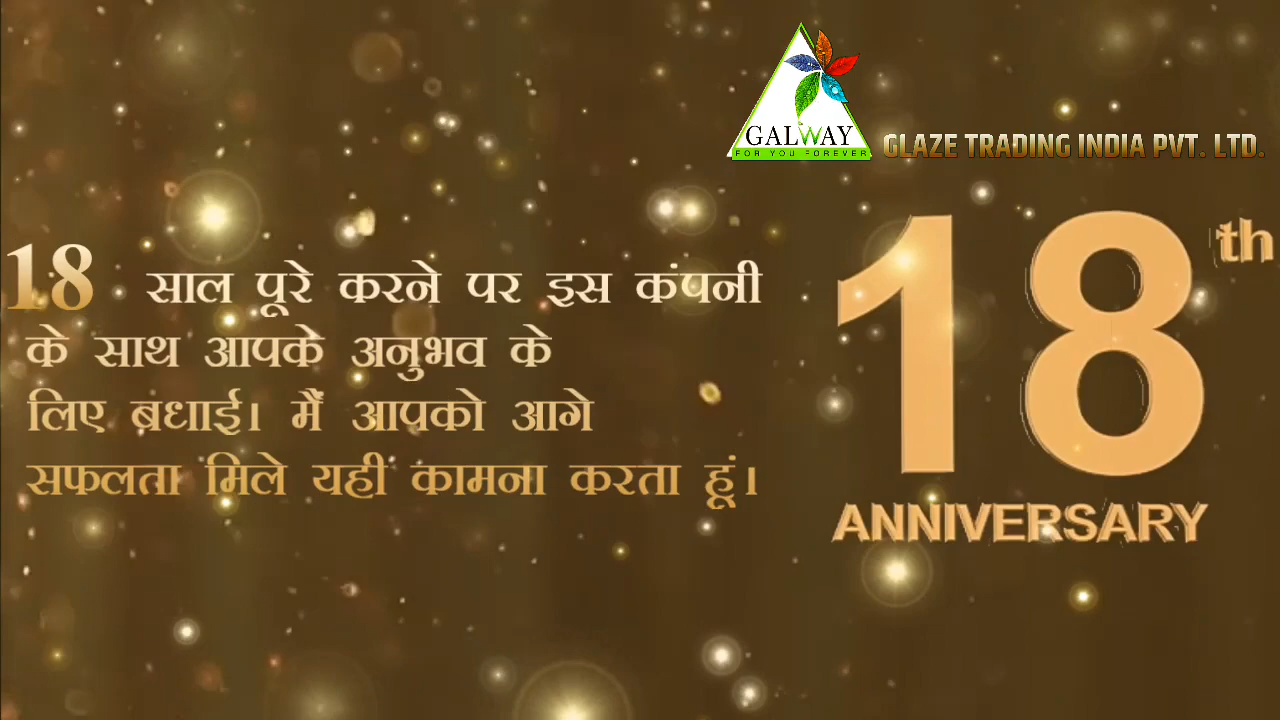 GALWAY
FOR YOU FOREVER
GLAZE TRADING INDIA PVT. LTD.
18 साल पूरे करने पर इस कंपनी
के साथ आपके अनुभव के
लिए बधाई। मैं आपको आगे
सफलता मिले यही कामना करता हूं।
18th
ANNIVERSARY